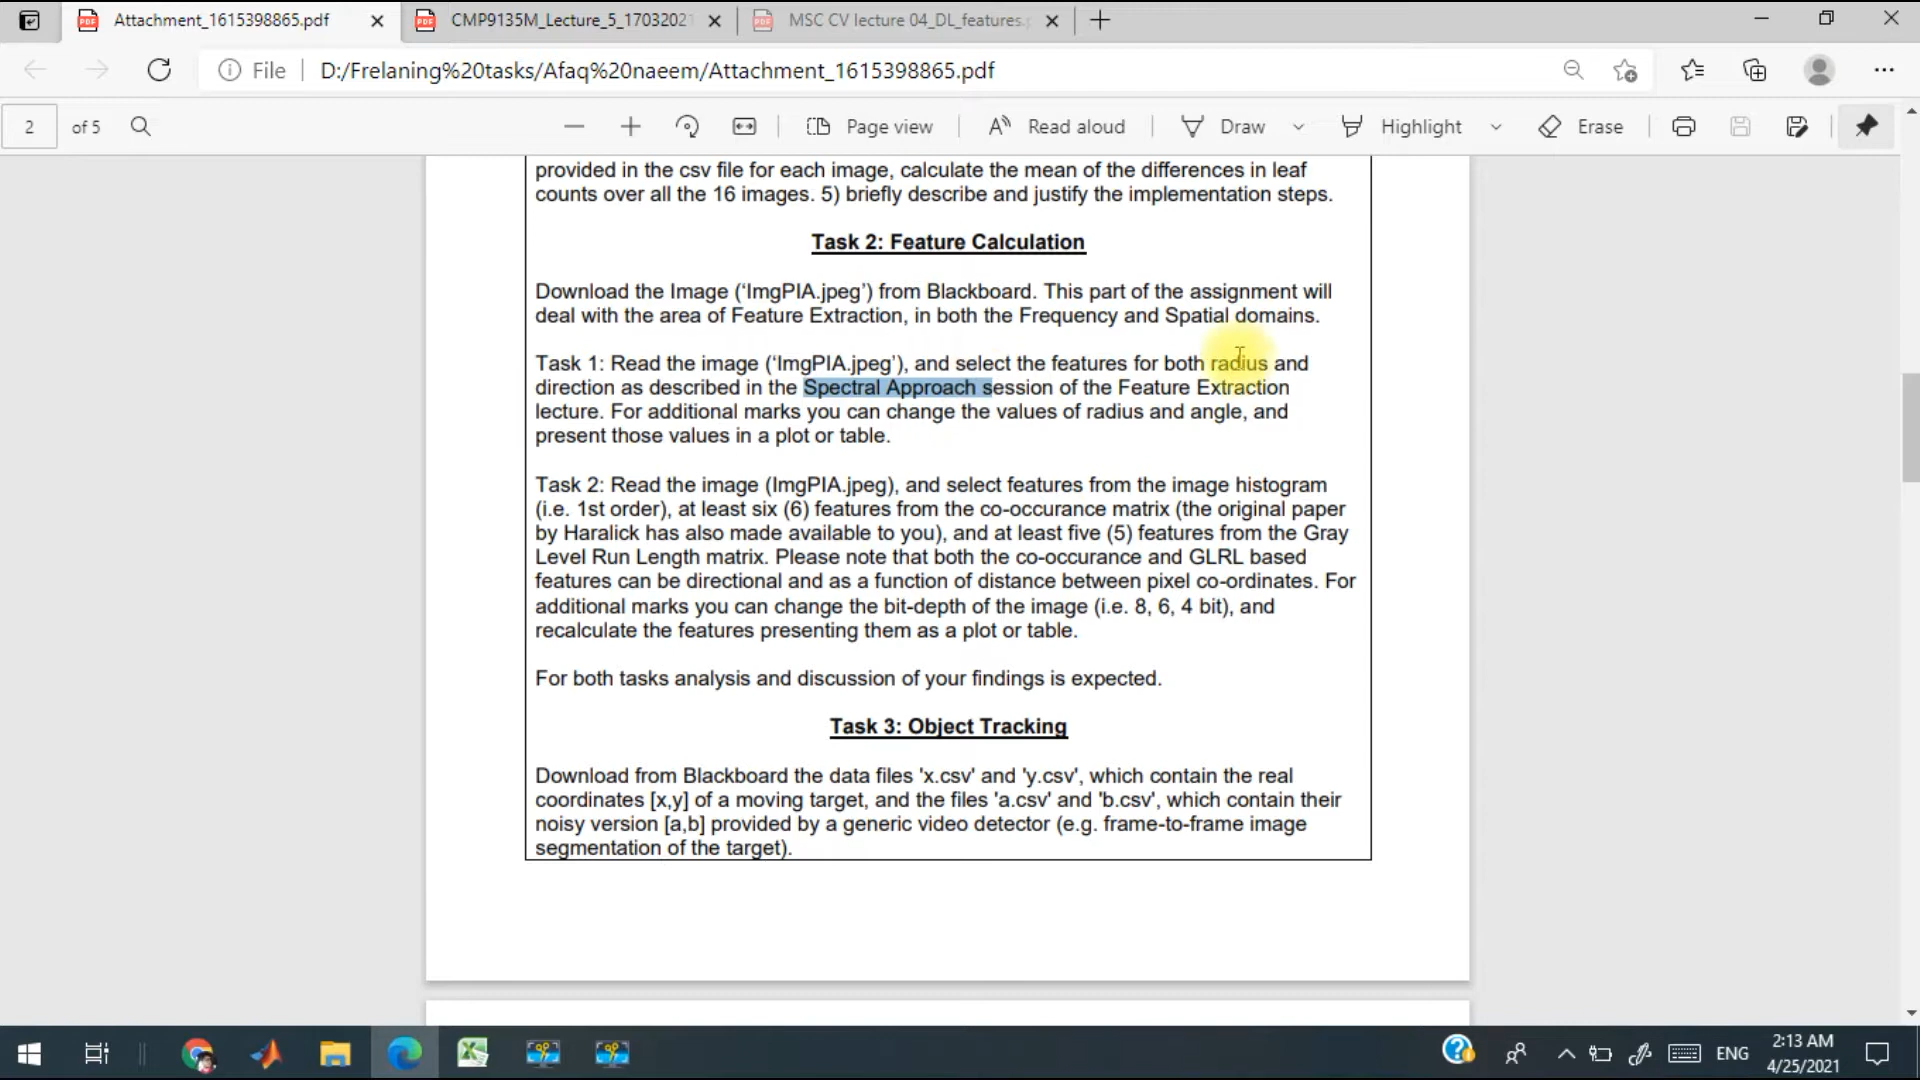 Attachment_1615398865.pdf
CMP9135M_Lecture_5_1703202
MSC CV lecture 04_DL_features.
File
D:/Frelaning%20tasks/Afaq%20naeem/Attachment_1615398865.pdf
2 of 5
Page view
Read aloud
Draw
Highlight
Erase
provided in the csv file for each image, calculate the mean of the differences in leaf
counts over all the 16 images. 5) briefly describe and justify the implementation steps.
Task 2: Feature Calculation
Download the Image (‘ImgPIA.jpeg’) from Blackboard. This part of the assignment will
deal with the area of Feature Extraction, in both the Frequency and Spatial domains.
Task 1: Read the image (‘ImgPIA.jpeg’), and select the features for both radius and
direction as described in the Spectral Approach session of the Feature Extraction
lecture. For additional marks you can change the values of radius and angle, and
present those values in a plot or table.
Task 2: Read the image (ImgPIA.jpeg), and select features from the image histogram
(i.e. 1st order), at least six (6) features from the co-occurance matrix (the original paper
by Haralick has also made available to you), and at least five (5) features from the Gray
Level Run Length matrix. Please note that both the co-occurance and GLRL based
features can be directional and as a function of distance between pixel co-ordinates. For
additional marks you can change the bit-depth of the image (i.e. 8, 6, 4 bit), and
recalculate the features presenting them as a plot or table.
For both tasks analysis and discussion of your findings is expected.
Task 3: Object Tracking
Download from Blackboard the data files 'x.csv' and 'y.csv', which contain the real
coordinates [x,y] of a moving target, and the files 'a.csv' and 'b.csv', which contain their
noisy version [a,b] provided by a generic video detector (e.g. frame-to-frame image
segmentation of the target).
ENG
2:13 AM
4/25/2021